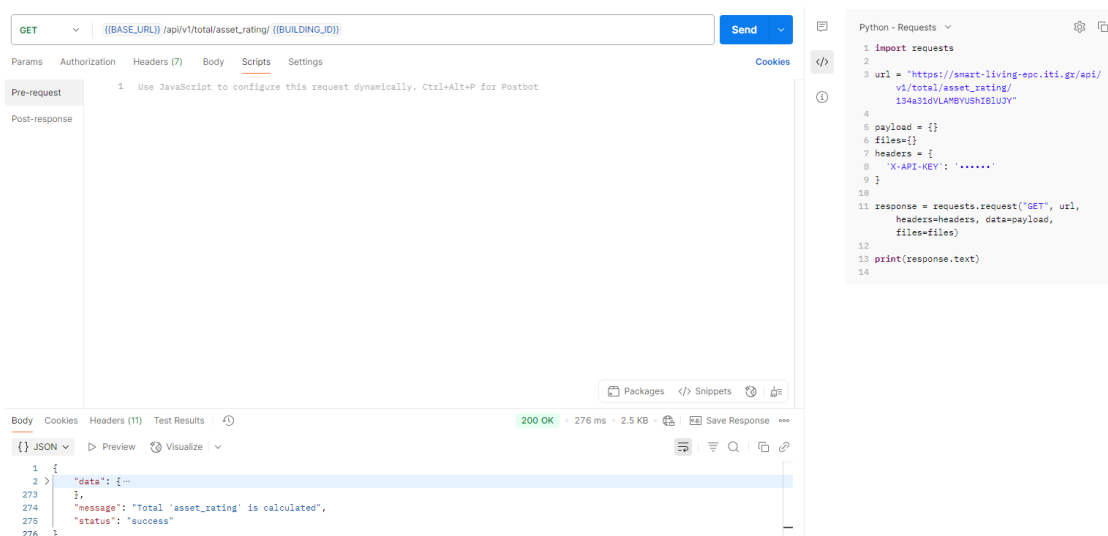 GET {{BASE_URL}} /api/v1/total/asset_rating/ {{BUILDING_ID}} Send
Params Authorization Headers (7) Body Scripts Settings Cookies
Pre-request
Post-response
1 Use JavaScript to configure this request dynamically. Ctrl+Alt+P for Postbot
Packages </> Snippets
Body Cookies Headers (11) Test Results
200 OK • 276 ms • 2.5 KB • Save Response
{} JSON Preview Visualize
1 {
2 > "data": { ⋯
273 },
274 "message": "Total 'asset_rating' is calculated",
275 "status": "success"
276 }
</>
Python - Requests
1 import requests
2
3 url = "https://smart-living-epc.iti.gr/api/
v1/total/asset_rating/
134a31dVLAMBYUShIBlUJY"
4
5 payload = {}
6 files={}
7 headers = {
8 'X-API-KEY': '••••••'
9 }
10
11 response = requests.request("GET", url,
headers=headers, data=payload,
files=files)
12
13 print(response.text)
14